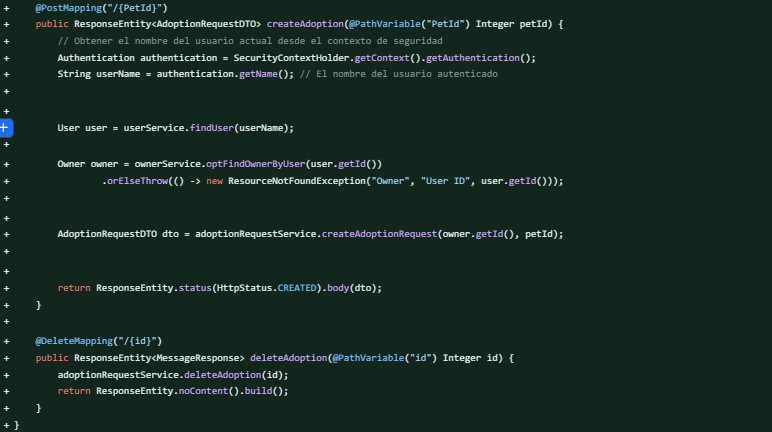 + @PostMapping("/{PetId}")
+ public ResponseEntity<AdoptionRequestDTO> createAdoption(@PathVariable("PetId") Integer petId) {
+ // Obtener el nombre del usuario actual desde el contexto de seguridad
+ Authentication authentication = SecurityContextHolder.getContext().getAuthentication();
+ String userName = authentication.getName(); // El nombre del usuario autenticado
+
+
+ User user = userService.findUser(userName);
+
+ Owner owner = ownerService.optFindOwnerByUser(user.getId())
+ .orElseThrow(() -> new ResourceNotFoundException("Owner", "User ID", user.getId()));
+
+
+ AdoptionRequestDTO dto = adoptionRequestService.createAdoptionRequest(owner.getId(), petId);
+
+
+ return ResponseEntity.status(HttpStatus.CREATED).body(dto);
+ }
+
+ @DeleteMapping("/{id}")
+ public ResponseEntity<MessageResponse> deleteAdoption(@PathVariable("id") Integer id) {
+ adoptionRequestService.deleteAdoption(id);
+ return ResponseEntity.noContent().build();
+ }
+ }